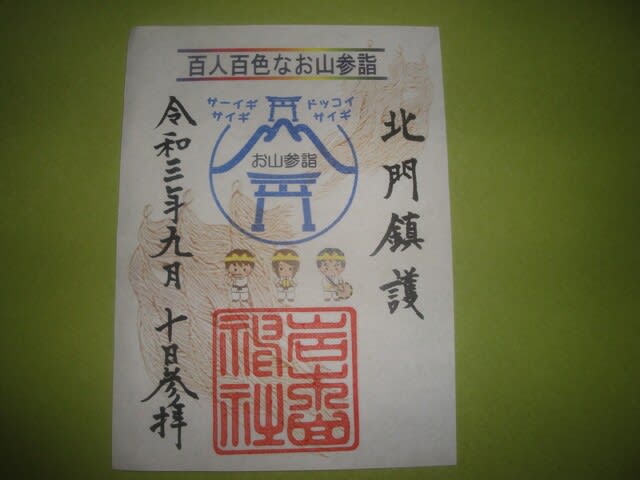 百人百色なお山参詣
サーイギ
サイギ
ドッコイ
サイギ
お山参詣
北門鎮護
岩木山
神社
令和三年九月十日参拝